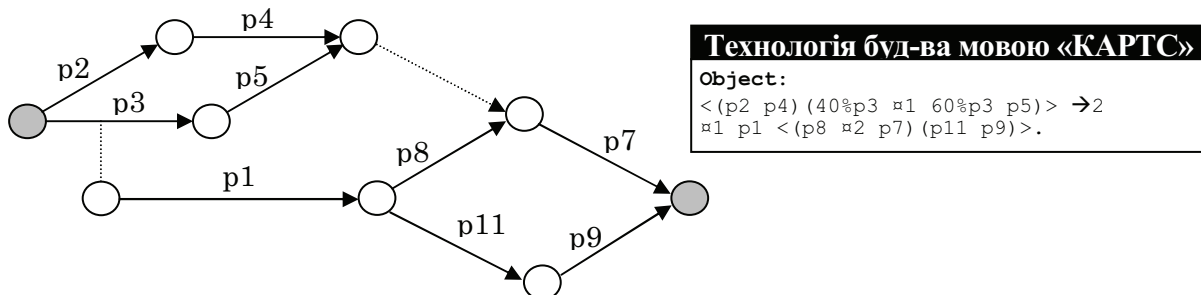 p4
p2
p5
p3
p8
p7
p1
p11
p9
Технологія буд-ва мовою «КАРТС»
Object:
<(p2 p4)(40%p3 ¤1 60%p3 p5)> →2
¤1 p1 <(p8 ¤2 p7)(p11 p9)>.